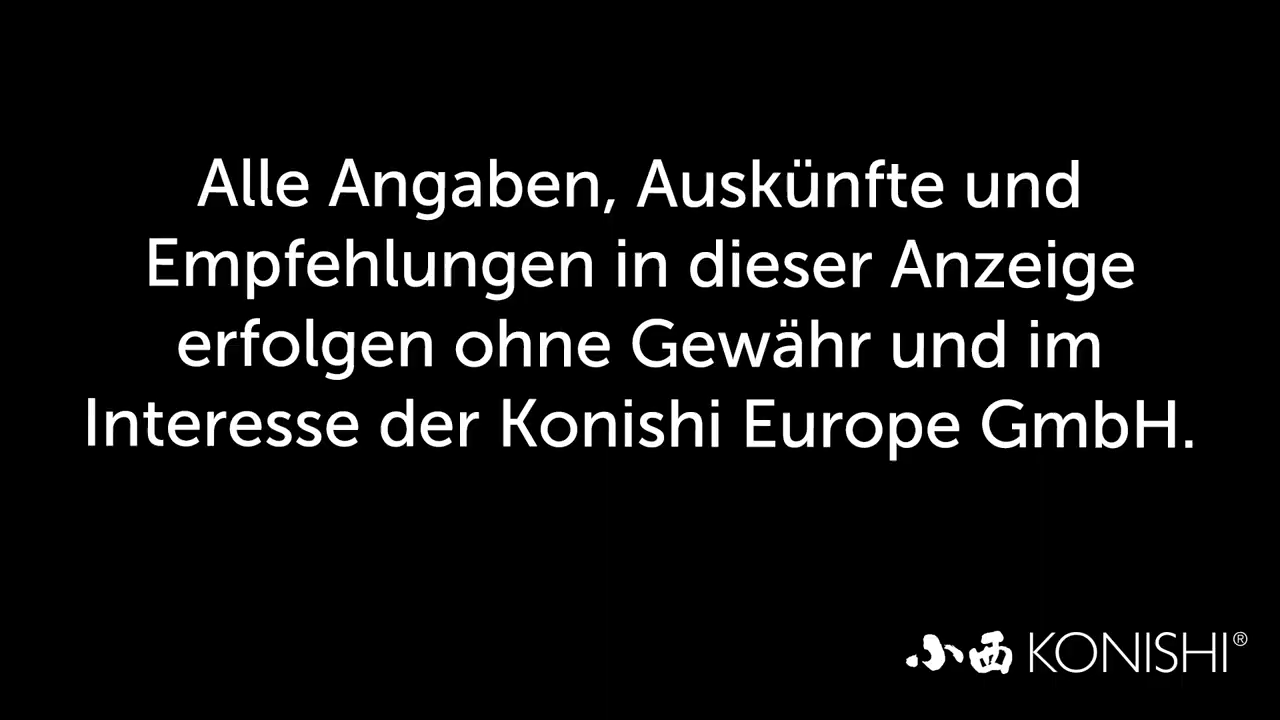 Alle Angaben, Auskünfte und
Empfehlungen in dieser Anzeige
erfolgen ohne Gewähr und im
Interesse der Konishi Europe GmbH.
小西 KONISHI®